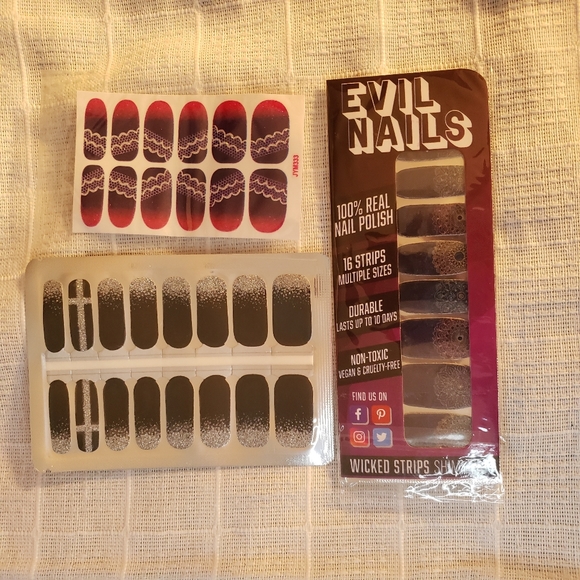 EVIL
NAILS
JYM333
100% REAL
NAIL POLISH
16 STRIPS
MULTIPLE SIZES
DURABLE
LASTS UP TO 10 DAYS
NON-TOXIC
VEGAN & CRUELTY-FREE
FIND US ON
WICKED STRIPS